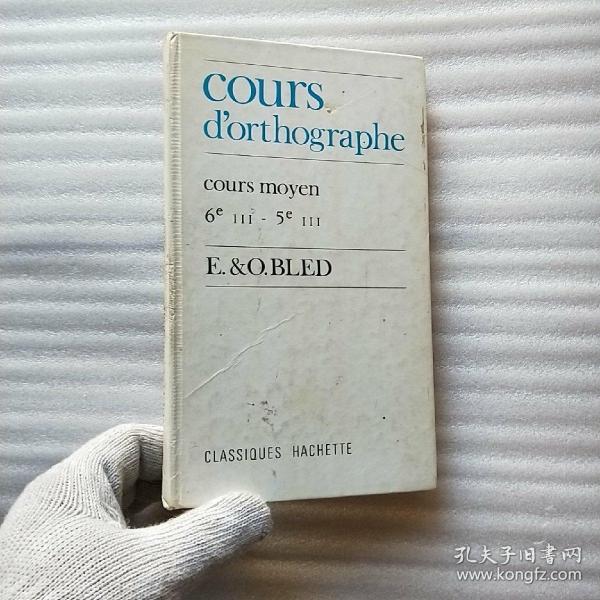 cours
d'orthographe
cours moyen
6e III - 5e III
E. & O. BLED
CLASSIQUES HACHETTE
孔夫子旧书网
www.kongfz.com